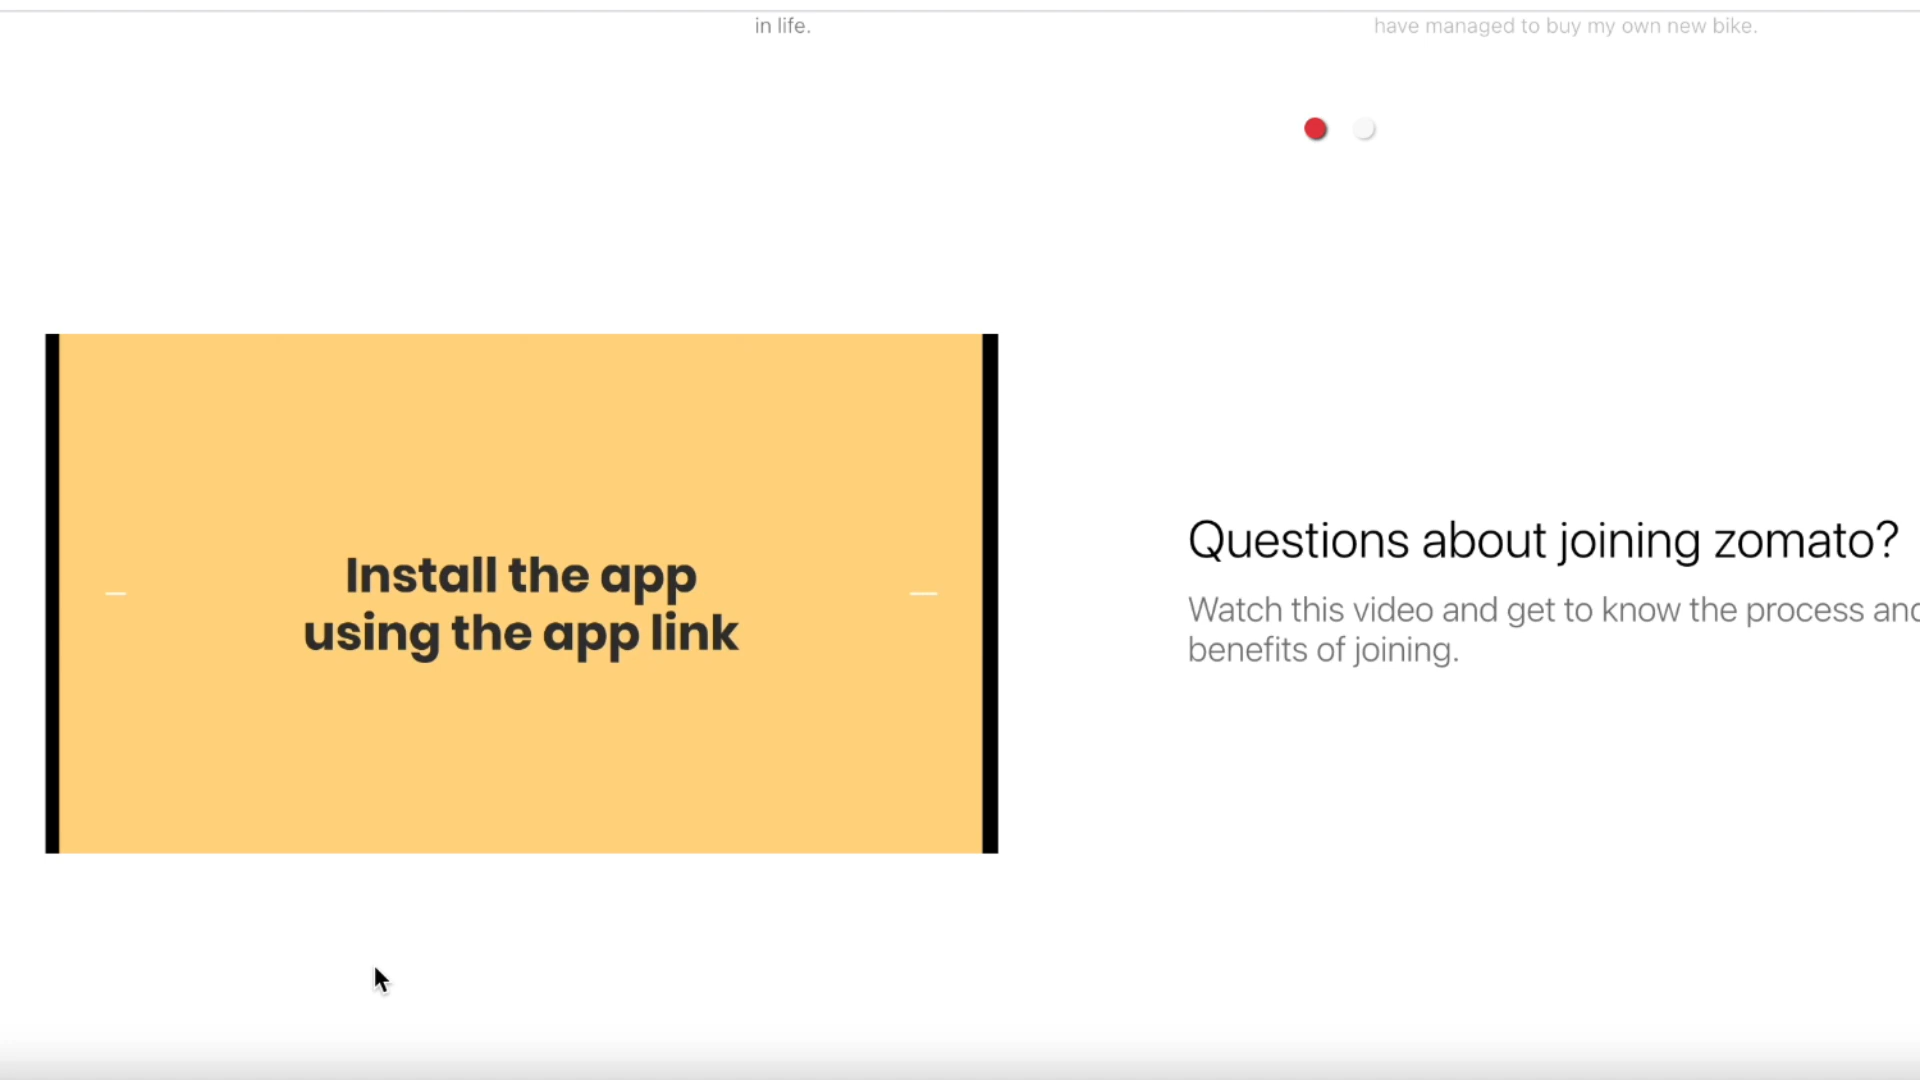 in life.
have managed to buy my own new bike.
Install the app
using the app link
Questions about joining zomato?
Watch this video and get to know the process and
benefits of joining.